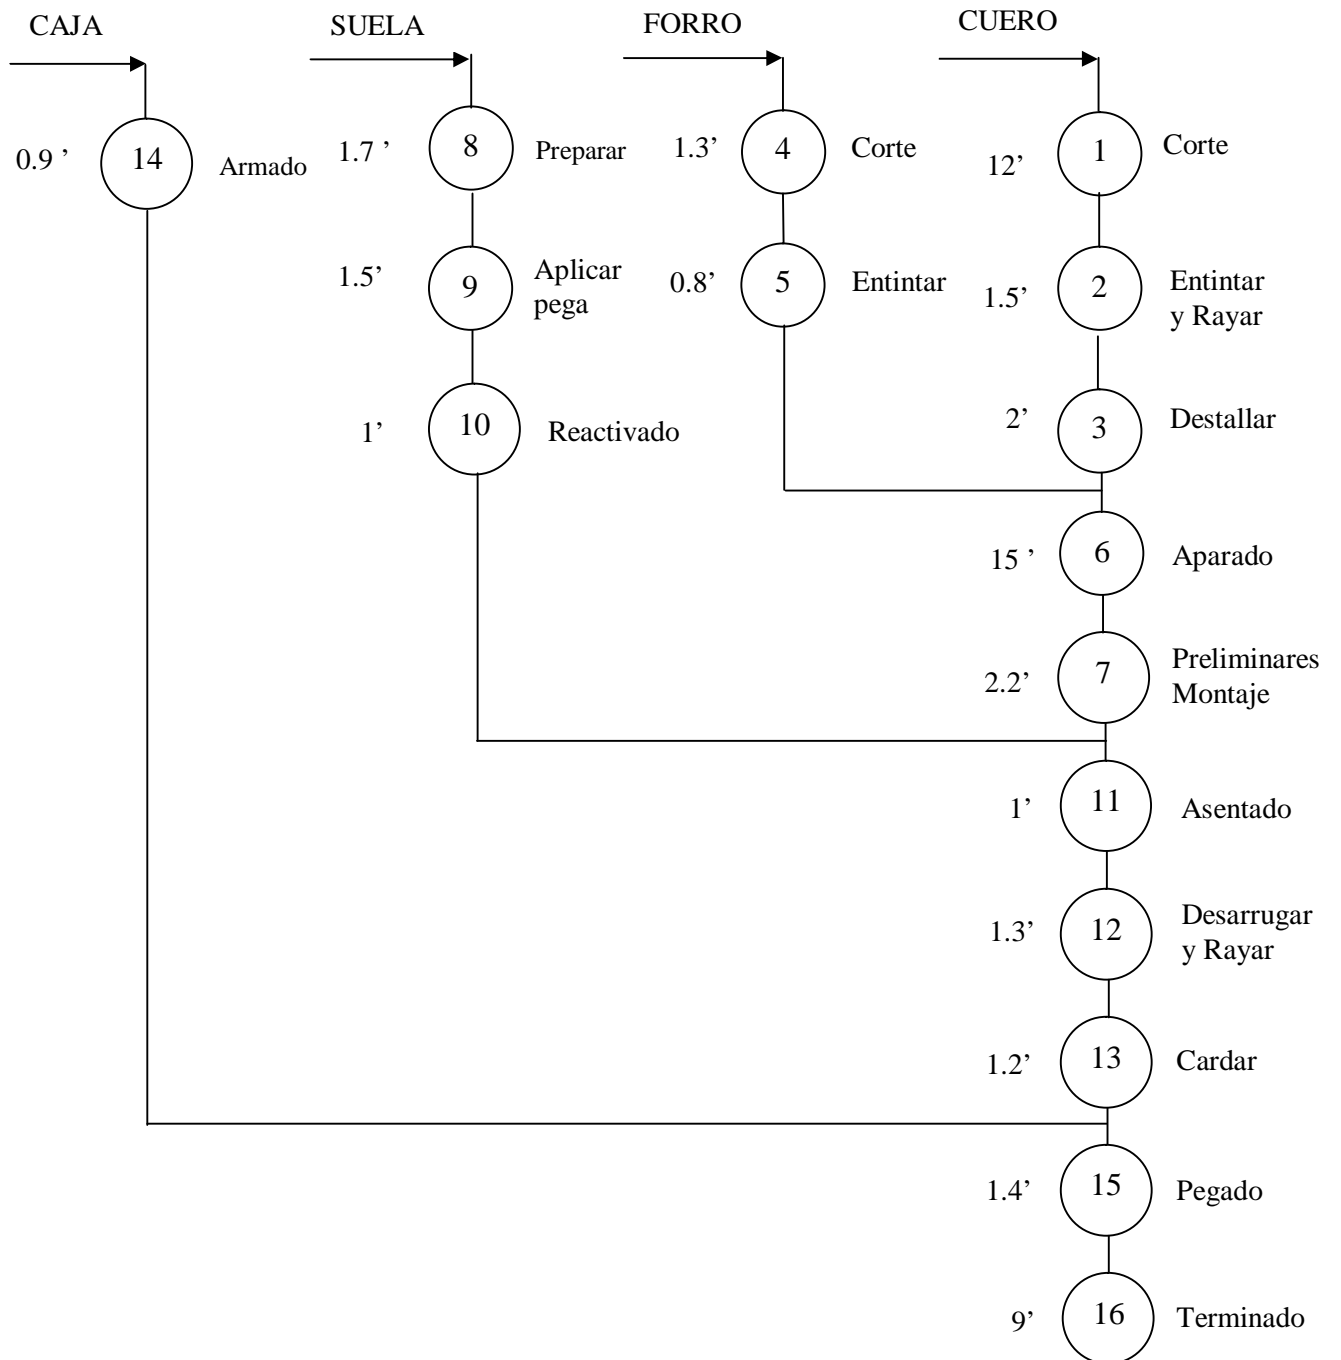 CAJA
SUELA
FORRO
CUERO
0.9 ’
14
Armado
1.7 ’
8
Preparar
1.3’
4
Corte
12’
1
Corte
1.5’
9
Aplicar
pega
0.8’
5
Entintar
1.5’
2
Entintar
y Rayar
1’
10
Reactivado
2’
3
Destallar
15 ’
6
Aparado
2.2’
7
Preliminares
Montaje
1’
11
Asentado
1.3’
12
Desarrugar
y Rayar
1.2’
13
Cardar
1.4’
15
Pegado
9’
16
Terminado